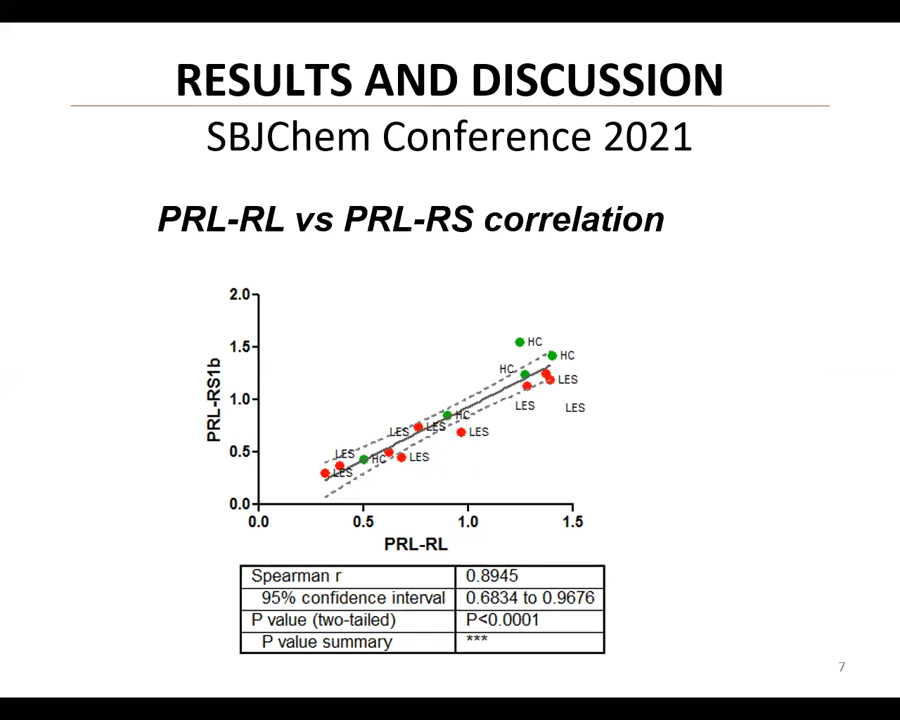 RESULTS AND DISCUSSION
SBJChem Conference 2021
PRL-RL vs PRL-RS correlation
2.0
1.5
1.0
0.5
0.0
PRL-RS1b
HC
HC
HC
LES
LES
LES
HC
LES
LES
LES
LES
HC
LES
LES
0.0
0.5
1.0
1.5
PRL-RL
Spearman r 0.8945
95% confidence interval 0.6834 to 0.9676
P value (two-tailed) P<0.0001
P value summary ***
7